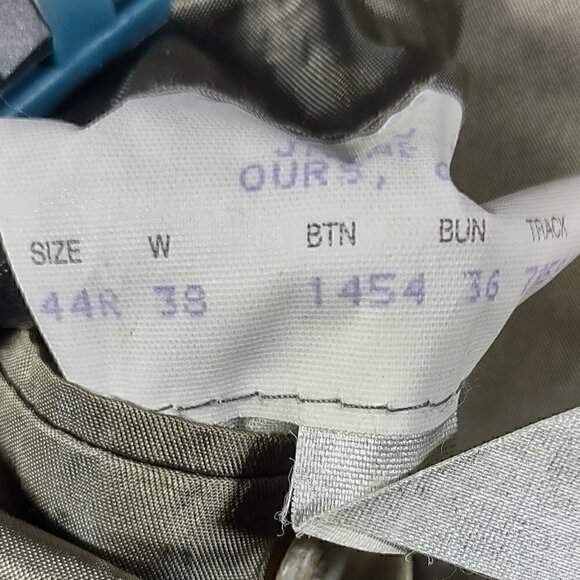 OURS,
SIZE W BTN BUN TRACK
44R 38 1454 36